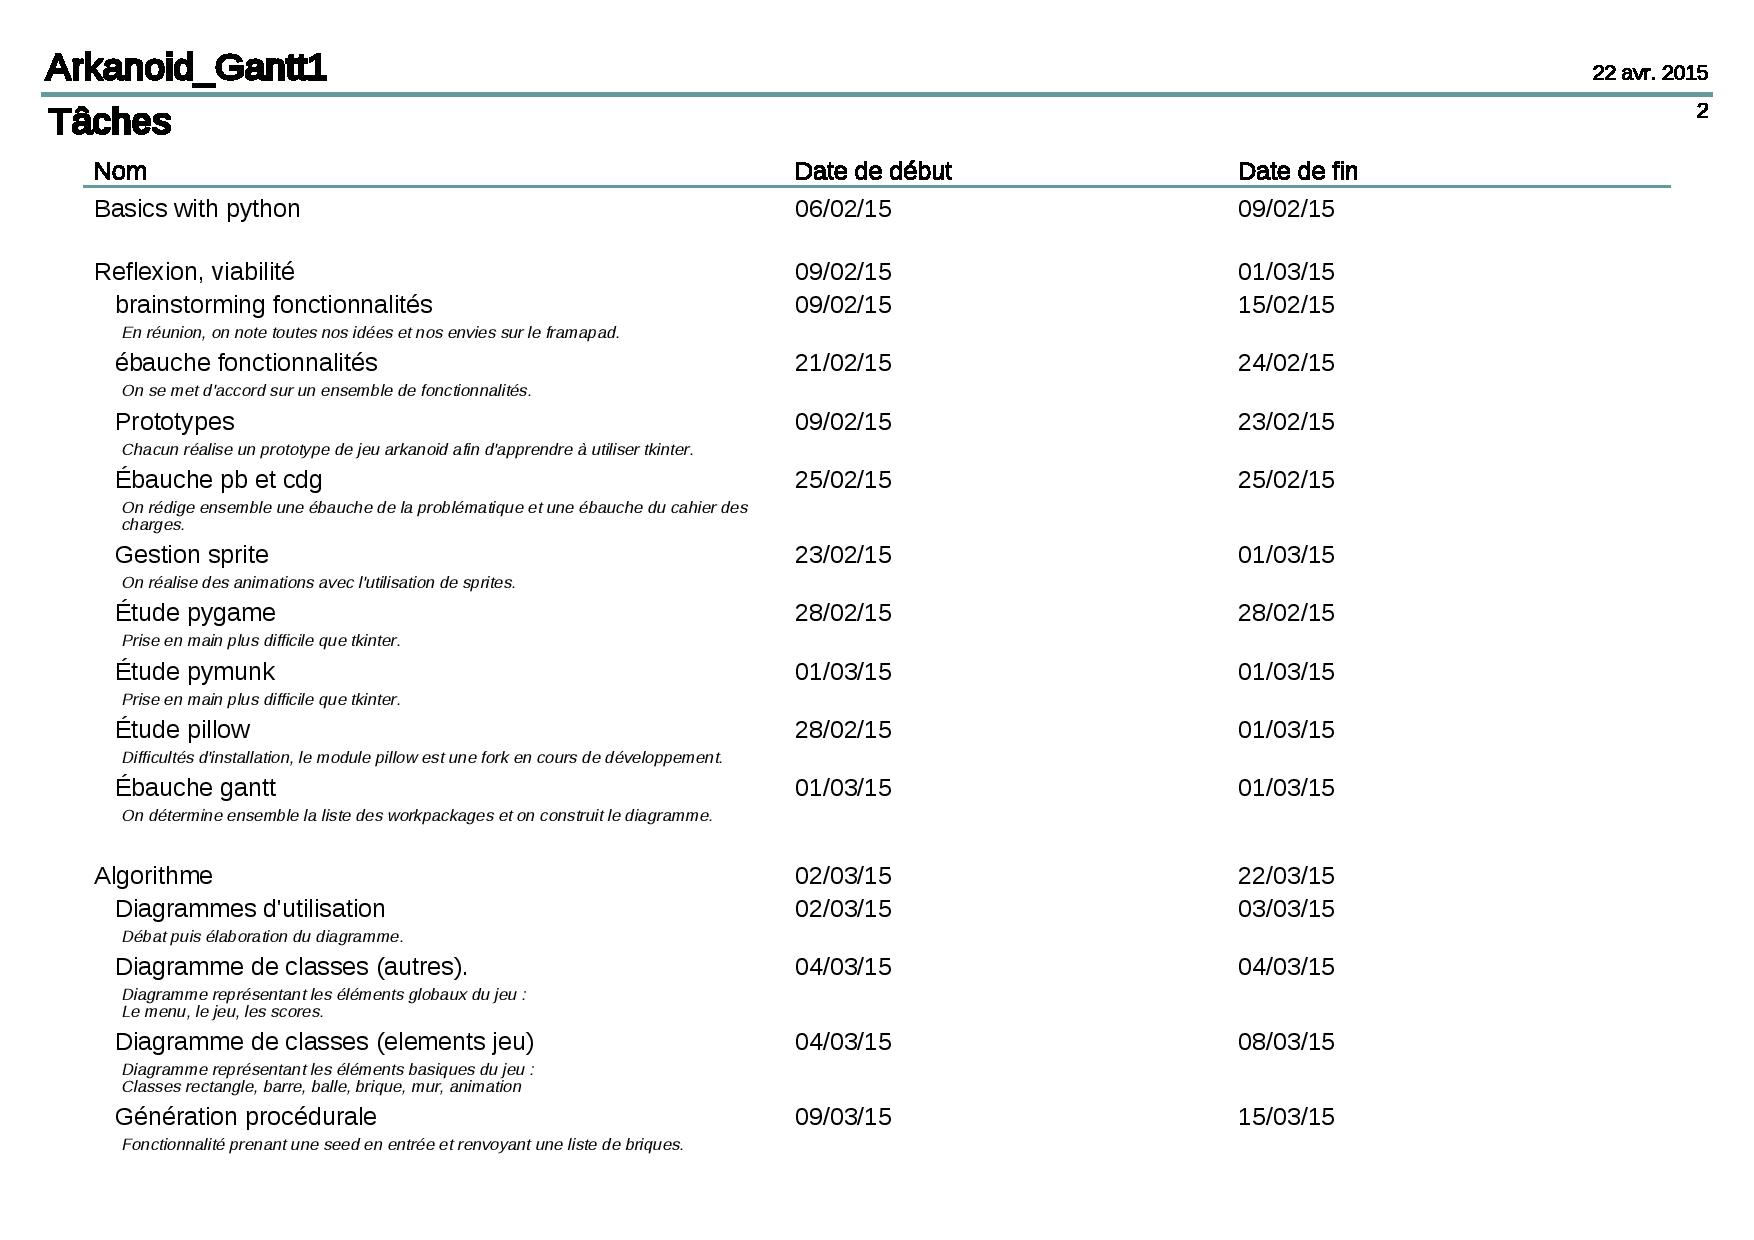 Arkanoid_Gantt1
22 avr. 2015
Tâches
2
Nom Date de début Date de fin
Basics with python 06/02/15 09/02/15
Reflexion, viabilité 09/02/15 01/03/15
brainstorming fonctionnalités 09/02/15 15/02/15
En réunion, on note toutes nos idées et nos envies sur le framapad.
ébauche fonctionnalités 21/02/15 24/02/15
On se met d'accord sur un ensemble de fonctionnalités.
Prototypes 09/02/15 23/02/15
Chacun réalise un prototype de jeu arkanoid afin d'apprendre à utiliser tkinter.
Ébauche pb et cdg 25/02/15 25/02/15
On rédige ensemble une ébauche de la problématique et une ébauche du cahier des
charges.
Gestion sprite 23/02/15 01/03/15
On réalise des animations avec l'utilisation de sprites.
Étude pygame 28/02/15 28/02/15
Prise en main plus difficile que tkinter.
Étude pymunk 01/03/15 01/03/15
Prise en main plus difficile que tkinter.
Étude pillow 28/02/15 01/03/15
Difficultés d'installation, le module pillow est une fork en cours de développement.
Ébauche gantt 01/03/15 01/03/15
On détermine ensemble la liste des workpackages et on construit le diagramme.
Algorithme 02/03/15 22/03/15
Diagrammes d'utilisation 02/03/15 03/03/15
Débat puis élaboration du diagramme.
Diagramme de classes (autres). 04/03/15 04/03/15
Diagramme représentant les éléments globaux du jeu :
Le menu, le jeu, les scores.
Diagramme de classes (elements jeu) 04/03/15 08/03/15
Diagramme représentant les éléments basiques du jeu :
Classes rectangle, barre, balle, brique, mur, animation
Génération procédurale 09/03/15 15/03/15
Fonctionnalité prenant une seed en entrée et renvoyant une liste de briques.